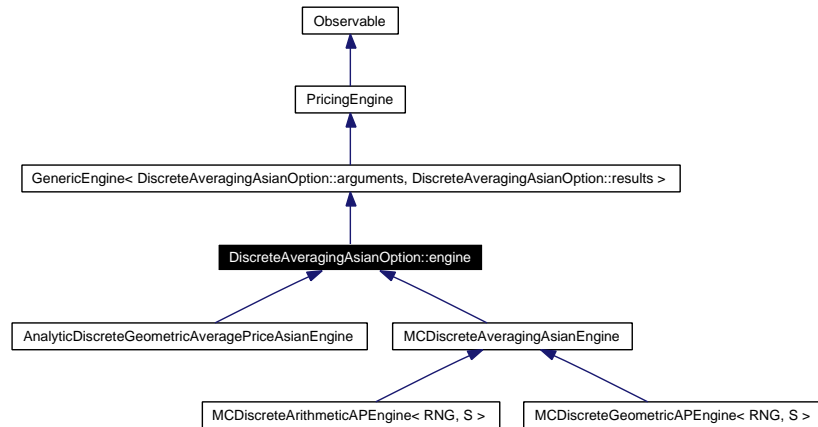 Observable
PricingEngine
GenericEngine< DiscreteAveragingAsianOption::arguments, DiscreteAveragingAsianOption::results >
DiscreteAveragingAsianOption::engine
AnalyticDiscreteGeometricAveragePriceAsianEngine
MCDiscreteAveragingAsianEngine
MCDiscreteArithmeticAPEngine< RNG, S >
MCDiscreteGeometricAPEngine< RNG, S >